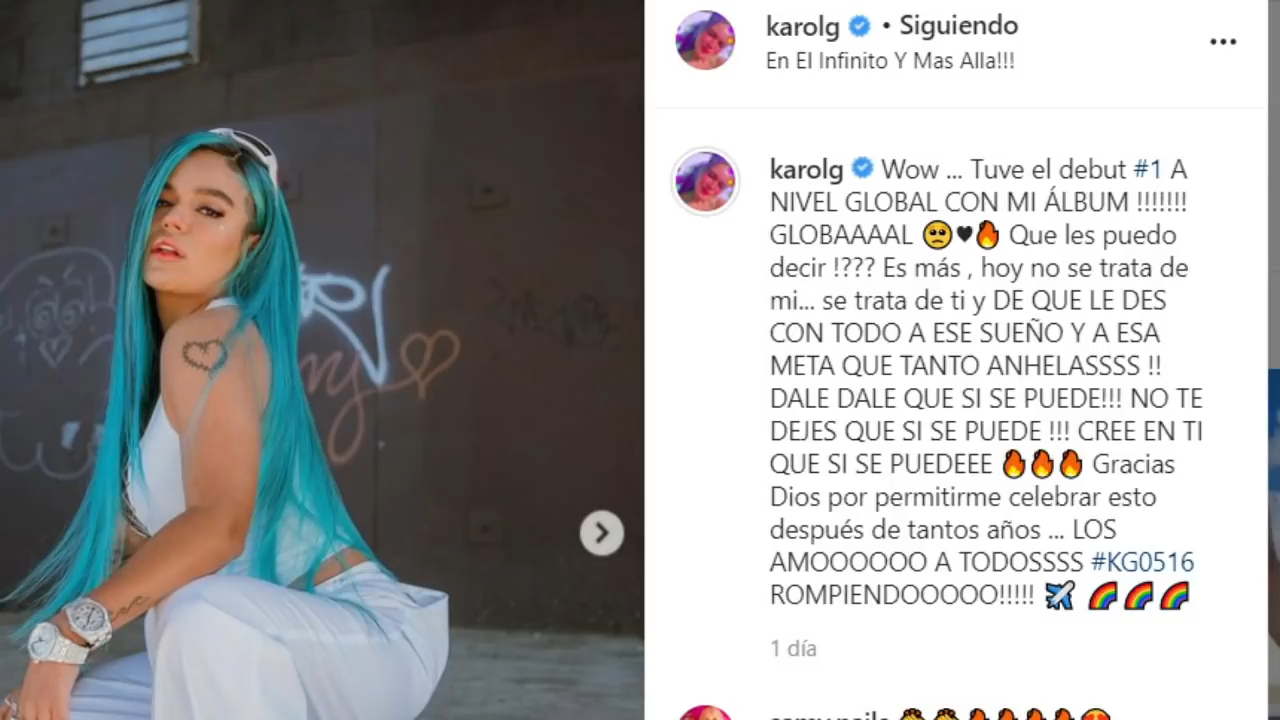 karolg • Siguiendo
En El Infinito Y Mas Alla!!!
karolg Wow ... Tuve el debut #1 A
NIVEL GLOBAL CON MI ÁLBUM !!!!!!!
GLOBAAAAL 🥺♥🔥 Que les puedo
decir !??? Es más , hoy no se trata de
mi... se trata de ti y DE QUE LE DES
CON TODO A ESE SUEÑO Y A ESA
META QUE TANTO ANHELASSSS !!
DALE DALE QUE SI SE PUEDE!!! NO TE
DEJES QUE SI SE PUEDE !!! CREE EN TI
QUE SI SE PUEDEEE 🔥🔥🔥 Gracias
Dios por permitirme celebrar esto
después de tantos años ... LOS
AMOOOOOO A TODOSSSS #KG0516
ROMPIENDOOOOO!!!!! ✈️ 🌈🌈🌈
1 día